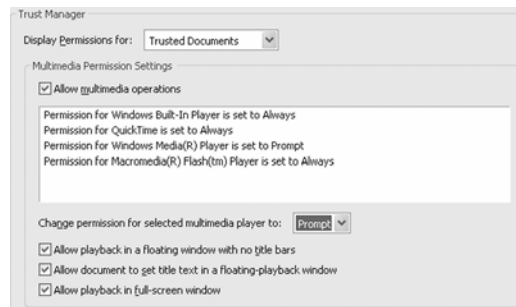 Trust Manager
Display Permissions for: Trusted Documents
Multimedia Permission Settings
Allow multimedia operations
Permission for Windows Built-In Player is set to Always
Permission for QuickTime is set to Always
Permission for Windows Media(R) Player is set to Prompt
Permission for Macromedia(R) Flash(tm) Player is set to Always
Change permission for selected multimedia player to: Prompt
Allow playback in a floating window with no title bars
Allow document to set title text in a floating-playback window
Allow playback in full-screen window